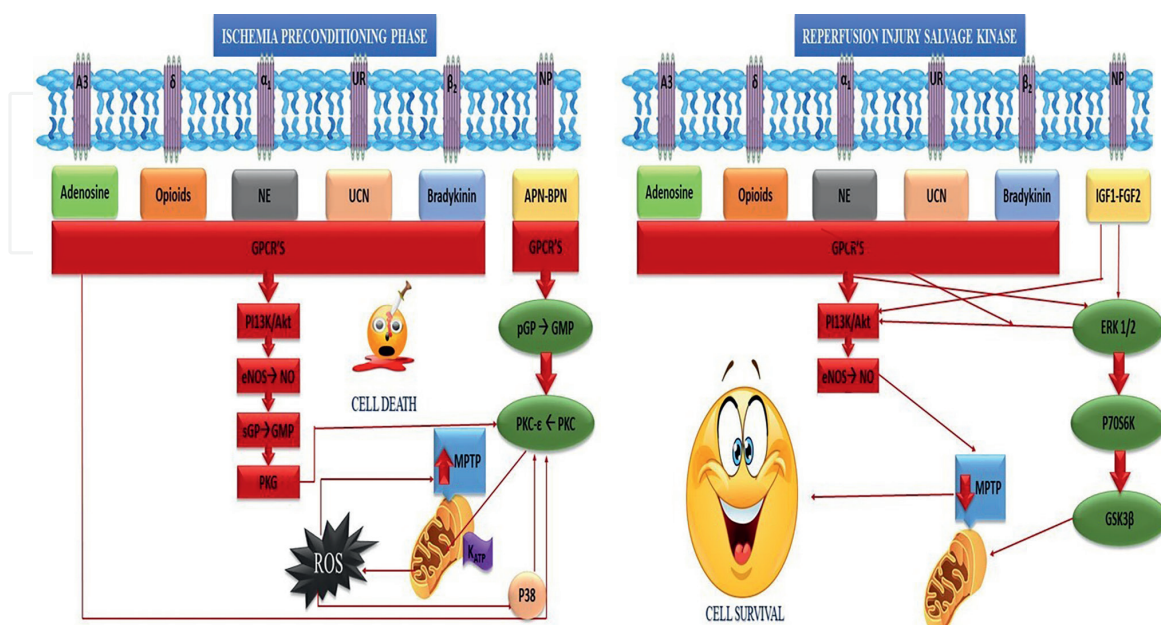 ISCHEMIA PRECONDITIONING PHASE
A3
δ
α1
UR
β2
NP
Adenosine
Opioids
NE
UCN
Bradykinin
APN-BPN
GPCR'S
GPCR'S
PI13K/Akt
eNOS→ NO
sGP→GMP
PKG
CELL DEATH
pGP → GMP
PKC-ε ← PKC
MPTP
KATP
ROS
P38
REPERFUSION INJURY SALVAGE KINASE
A3
δ
α1
UR
β2
NP
Adenosine
Opioids
NE
UCN
Bradykinin
IGF1-FGF2
GPCR'S
PI13K/Akt
eNOS→ NO
ERK 1/2
P70S6K
GSK3β
MPTP
CELL SURVIVAL